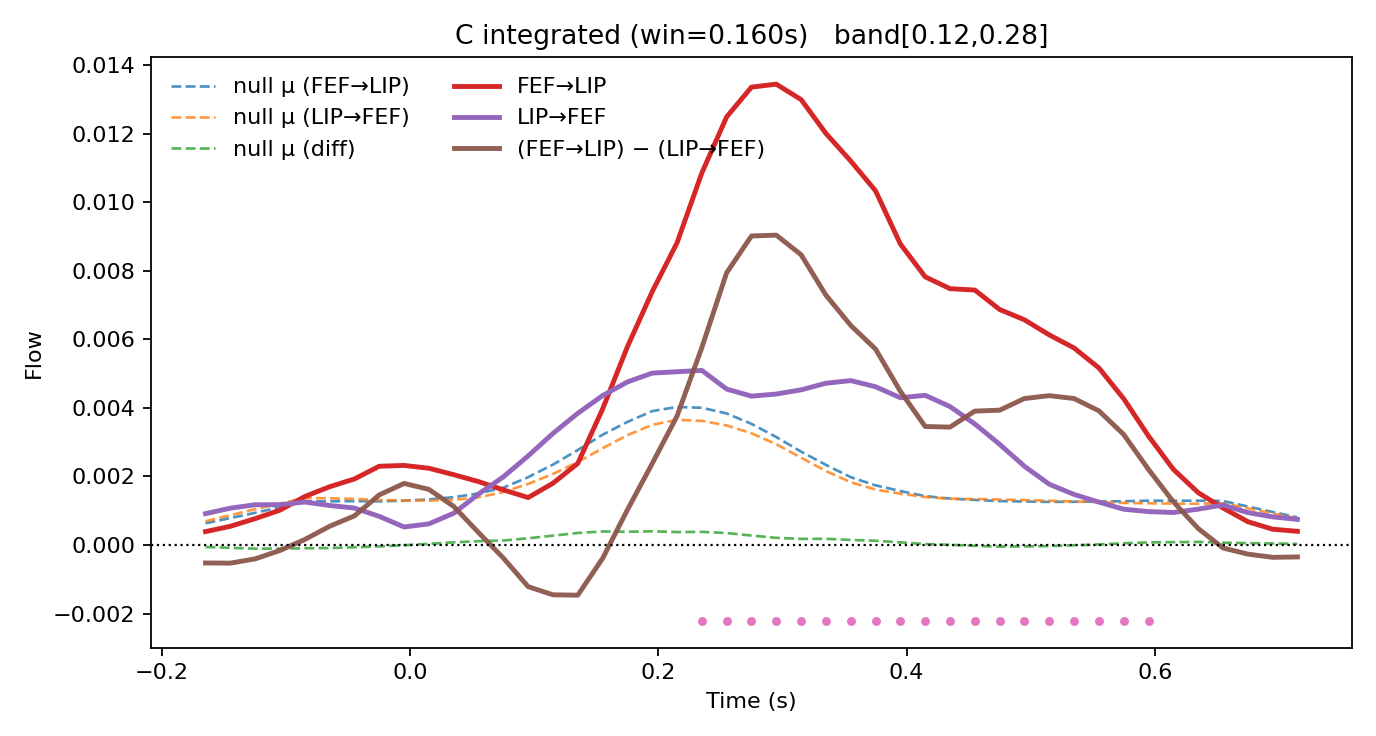 C integrated (win=0.160s)   band[0.12,0.28]
0.014
0.012
0.010
0.008
0.006
0.004
0.002
0.000
−0.002
Flow
null μ (FEF→LIP)
null μ (LIP→FEF)
null μ (diff)
FEF→LIP
LIP→FEF
(FEF→LIP) − (LIP→FEF)
−0.2
0.0
0.2
0.4
0.6
Time (s)